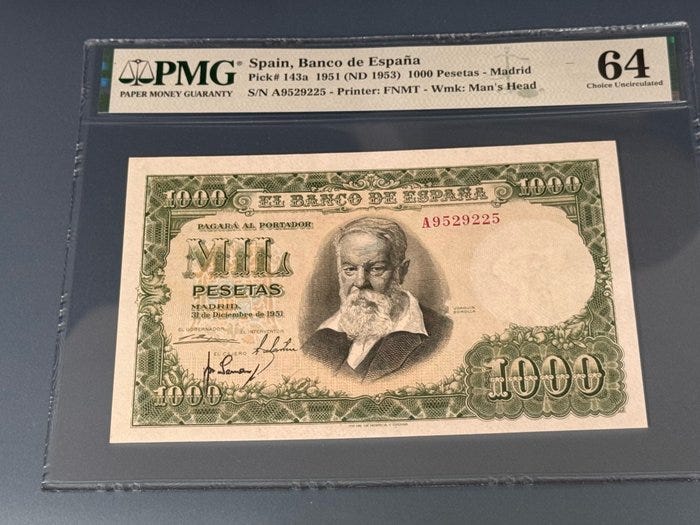 PMG
PAPER MONEY GUARANTY
Spain, Banco de España
Pick# 143a 1951 (ND 1953) 1000 Pesetas - Madrid
S/N A9529225 - Printer: FNMT - Wmk: Man's Head
64
Choice Uncirculated
1000 EL BANCO DE ESPAÑA 1000
PAGARÁ AL PORTADOR
A9529225
MIL
PESETAS
MADRID,
31 de Diciembre de 1951
JOAQUIN
SOROLLA
EL GOBERNADOR EL INTERVENTOR
EL CAJERO
1000 1000